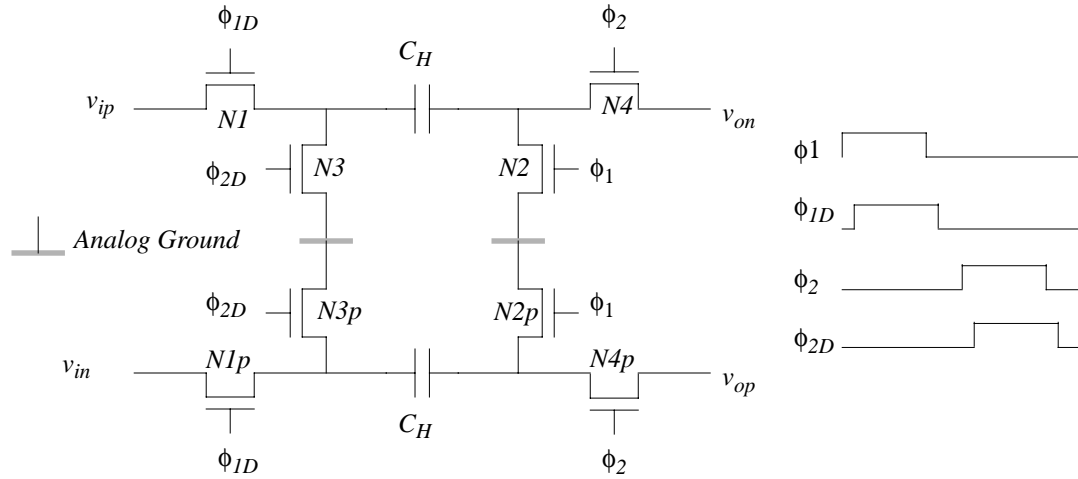 ϕ1D
ϕ2
CH
vip
N1
N4
von
ϕ2D
N3
N2
ϕ1
Analog Ground
ϕ2D
N3p
N2p
ϕ1
vin
N1p
N4p
vop
CH
ϕ1D
ϕ2
ϕ1
ϕ1D
ϕ2
ϕ2D